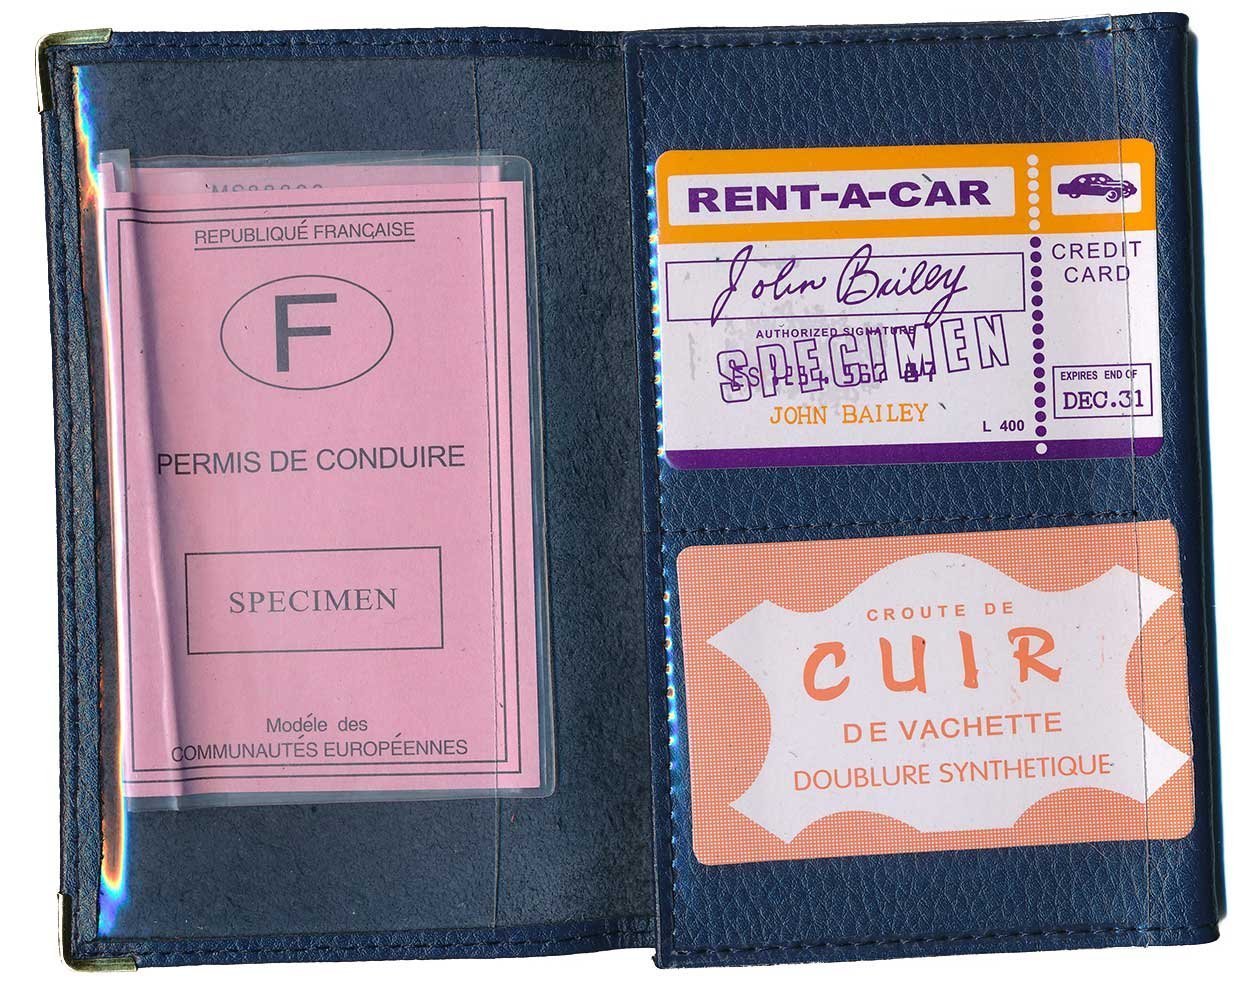 REPUBLIQUÉ FRANÇAISE
F
PERMIS DE CONDUIRE
SPECIMEN
Modéle des
COMMUNAUTÉS EUROPÉENNES
RENT-A-CAR
CREDIT
CARD
John Bailey
AUTHORIZED SIGNATURE
SPECIMEN
JOHN BAILEY
L 400
EXPIRES END OF
DEC.31
CROUTE DE
CUIR
DE VACHETTE
DOUBLURE SYNTHETIQUE